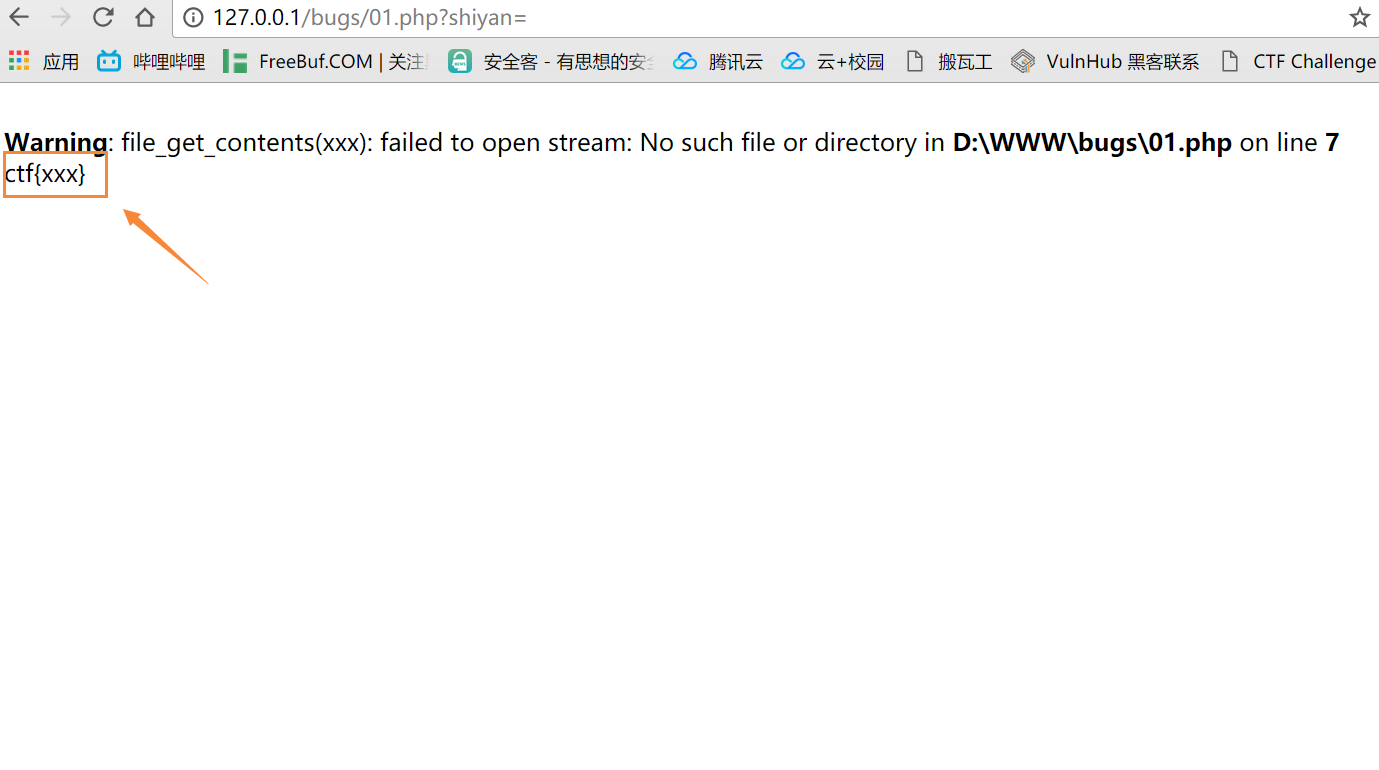 127.0.0.1/bugs/01.php?shiyan=
应用 哔哩哔哩 FreeBuf.COM | 关注 安全客 - 有思想的安 腾讯云 云+校园 搬瓦工 VulnHub 黑客联系 CTF Challenge
Warning: file_get_contents(xxx): failed to open stream: No such file or directory in D:\WWW\bugs\01.php on line 7
ctf{xxx}